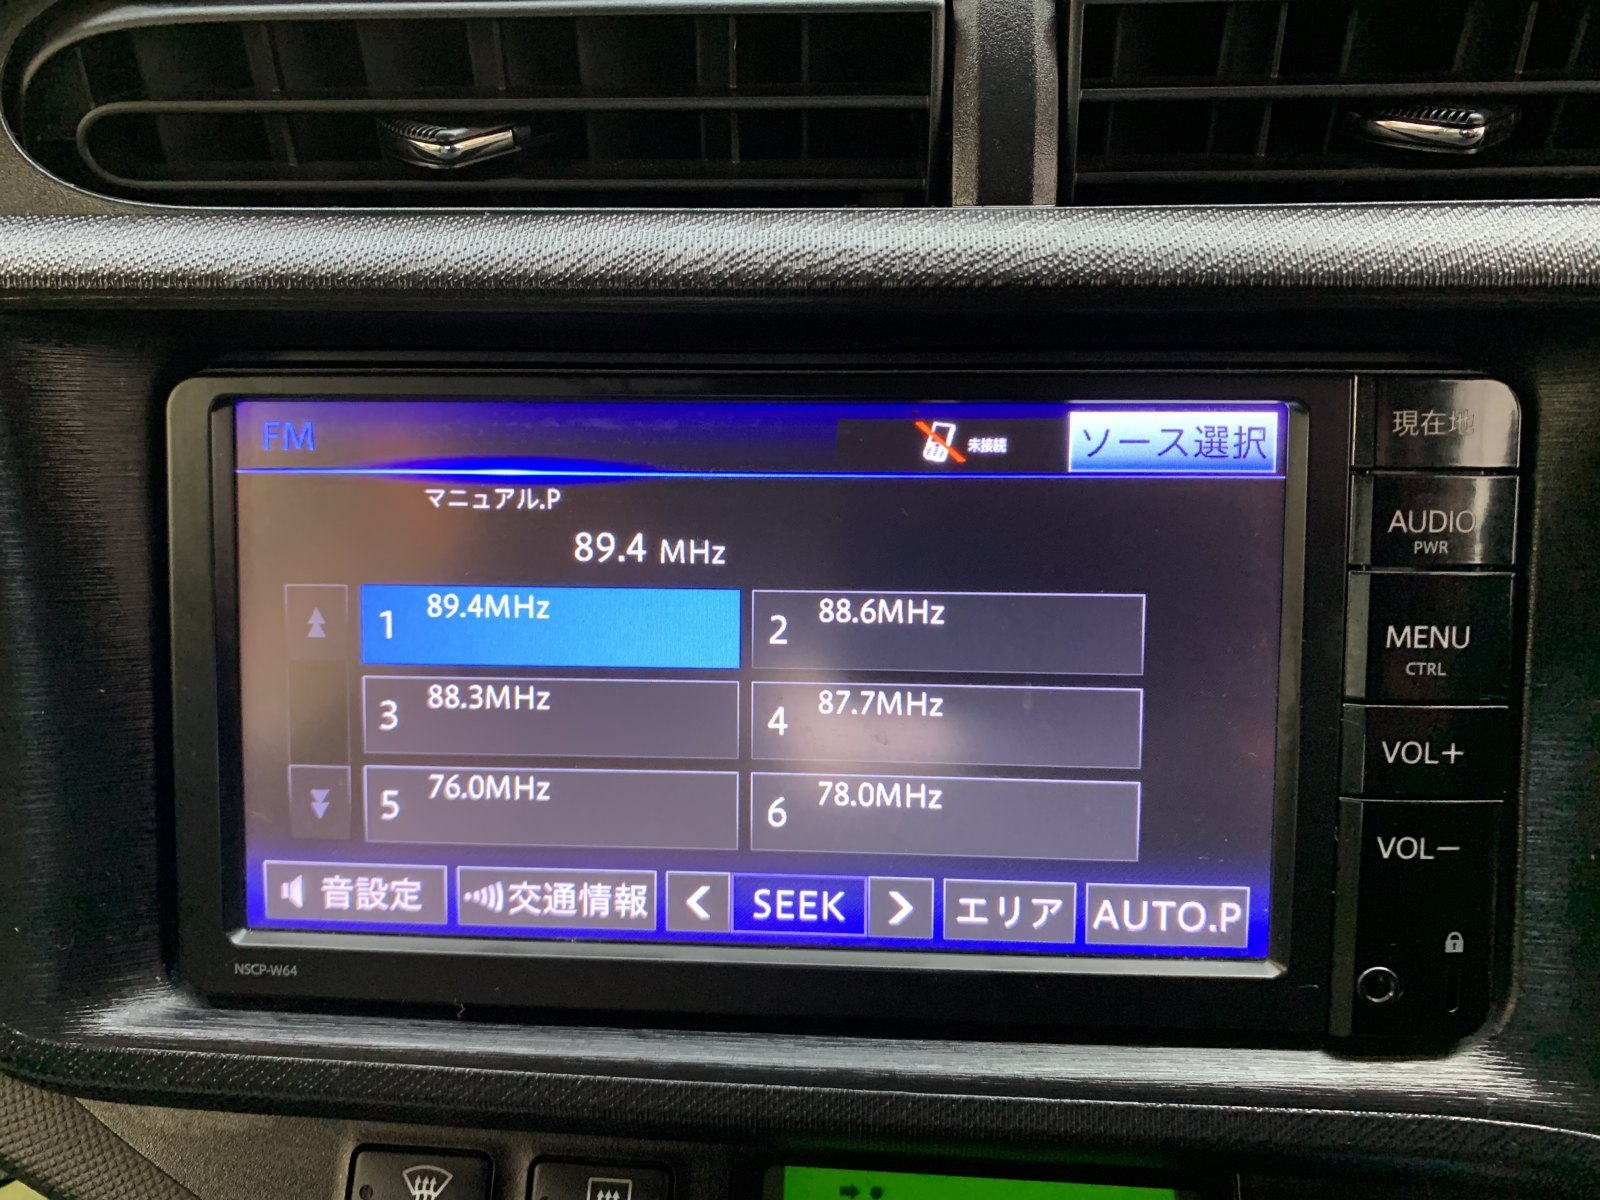 FM
未接続
ソース選択
マニュアル.P
89.4 MHz
1 89.4MHz
2 88.6MHz
3 88.3MHz
4 87.7MHz
5 76.0MHz
6 78.0MHz
音設定
交通情報
< SEEK >
エリア
AUTO.P
NSCP-W64
現在地
AUDIO
PWR
MENU
CTRL
VOL+
VOL−